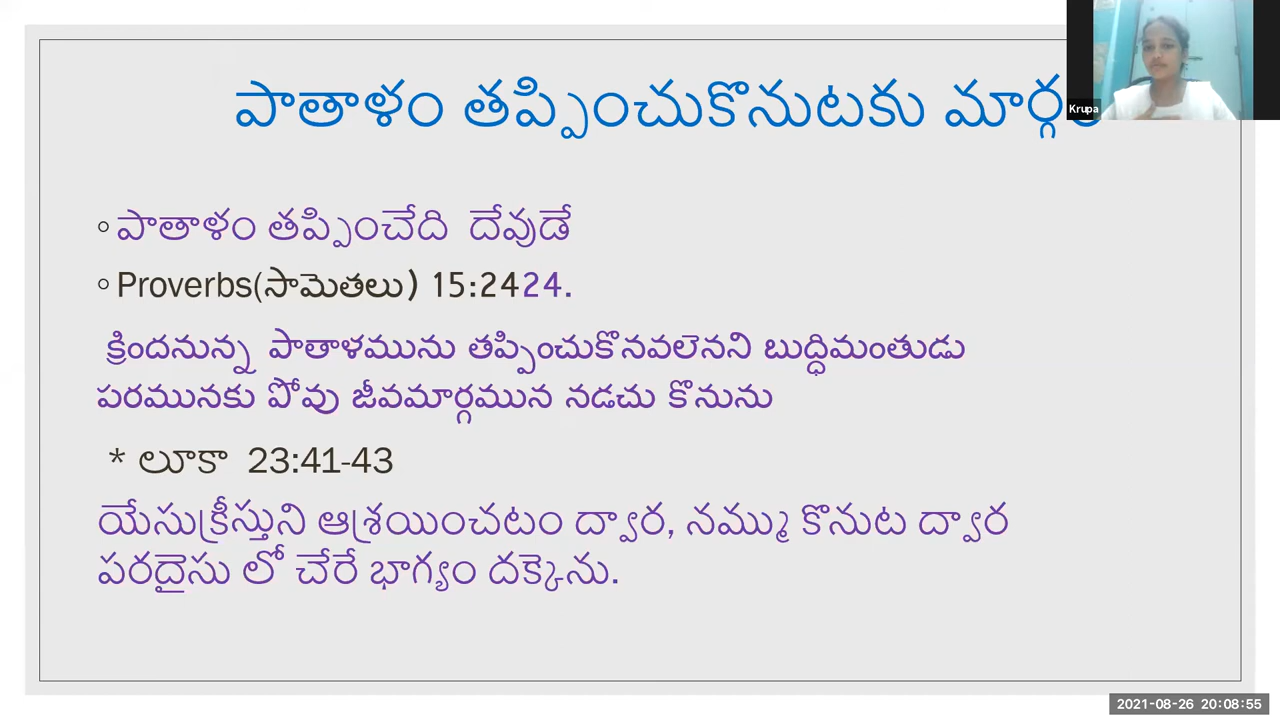 పాతాళం తప్పించుకొనుటకు మార్గం
Krupa
◦ పాతాళం తప్పించేది దేవుడే
◦ Proverbs(సామెతలు) 15:2424.
క్రిందనున్న పాతాళమును తప్పించుకొనవలెనని బుద్ధిమంతుడు
పరమునకు పోవు జీవమార్గమున నడచు కొనును
* లూకా 23:41-43
యేసుక్రీస్తుని ఆశ్రయించటం ద్వార, నమ్ము కొనుట ద్వార
పరదైసు లో చేరే భాగ్యం దక్కెను.
2021-08-26 20:08:55